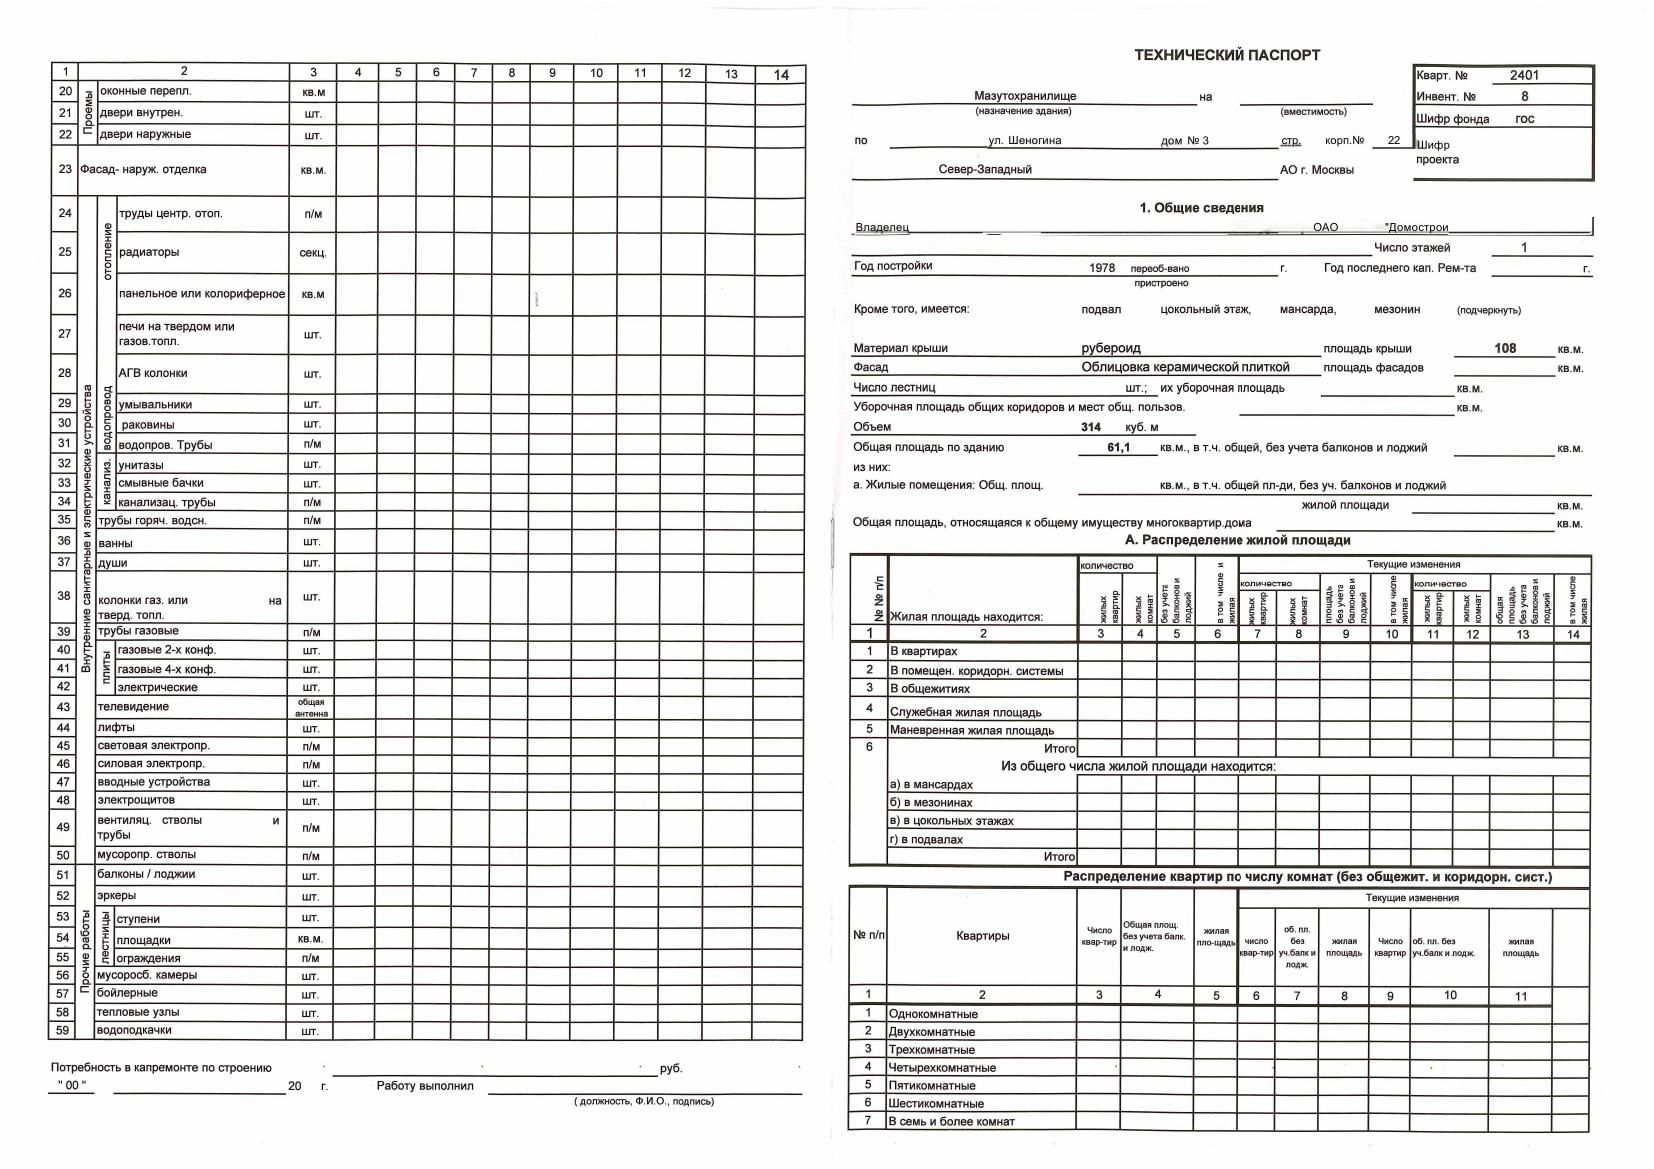 1 2 3 4 5 6 7 8 9 10 11 12 13 14
Проемы
20 оконные перепл. кв.м
21 двери внутрен. шт.
22 двери наружные шт.
23 Фасад- наруж. отделка кв.м.
Внутренние санитарные и электрические устройства
отопление
24 труды центр. отоп. п/м
25 радиаторы секц.
26 панельное или колориферное кв.м
27 печи на твердом или газов.топл. шт.
28 АГВ колонки шт.
водопровод
29 умывальники шт.
30 раковины шт.
31 водопров. Трубы п/м
канализ.
32 унитазы шт.
33 смывные бачки шт.
34 канализац. трубы п/м
35 трубы горяч. водсн. п/м
36 ванны шт.
37 души шт.
38 колонки газ. или на тверд. топл. шт.
39 трубы газовые п/м
плиты
40 газовые 2-х конф. шт.
41 газовые 4-х конф. шт.
42 электрические шт.
43 телевидение общая антенна
44 лифты шт.
45 световая электропр. п/м
46 силовая электропр. п/м
47 вводные устройства шт.
48 электрощитов шт.
49 вентиляц. стволы и трубы п/м
50 мусоропр. стволы п/м
Прочие работы
51 балконы / лоджии шт.
52 эркеры шт.
лестницы
53 ступени шт.
54 площадки кв.м.
55 ограждения п/м
56 мусоросб. камеры шт.
57 бойлерные шт.
58 тепловые узлы шт.
59 водоподкачки шт.
Потребность в капремонте по строению руб.
" 00 " 20 г. Работу выполнил
( должность, Ф.И.О., подпись)
ТЕХНИЧЕСКИЙ ПАСПОРТ
Кварт. № 2401
Инвент. № 8
Шифр фонда гос
Шифр
проекта
Мазутохранилище на
(назначение здания) (вместимость)
по ул. Шеногина дом № 3 стр. корп.№ 22
Север-Западный АО г. Москвы
1. Общие сведения
Владелец ОАО "Домострои
Число этажей 1
Год постройки 1978 переоб-вано г. Год последнего кап. Рем-та г.
пристроено
Кроме того, имеется: подвал цокольный этаж, мансарда, мезонин (подчеркнуть)
Материал крыши рубероид площадь крыши 108 кв.м.
Фасад Облицовка керамической плиткой площадь фасадов кв.м.
Число лестниц шт.; их уборочная площадь кв.м.
Уборочная площадь общих коридоров и мест общ. пользов. кв.м.
Объем 314 куб. м
Общая площадь по зданию 61,1 кв.м., в т.ч. общей, без учета балконов и лоджий кв.м.
из них:
а. Жилые помещения: Общ. площ. кв.м., в т.ч. общей пл-ди, без уч. балконов и лоджий
жилой площади кв.м.
Общая площадь, относящаяся к общему имуществу многоквартир.дома кв.м.
А. Распределение жилой площади
количество Текущие изменения
количество количество
№ № п/п Жилая площадь находится: жилых квартир жилых комнат без учета балконов и лоджий в том числе и жилая жилых квартир жилых комнат площадь без учета балконов и лоджий в том числе жилая жилых квартир жилых комнат общая площадь без учета балконов и лоджий в том числе жилая
1 2 3 4 5 6 7 8 9 10 11 12 13 14
1 В квартирах
2 В помещен. коридорн. системы
3 В общежитиях
4 Служебная жилая площадь
5 Маневренная жилая площадь
6 Итого
Из общего числа жилой площади находится:
а) в мансардах
б) в мезонинах
в) в цокольных этажах
г) в подвалах
Итого
Распределение квартир по числу комнат (без общежит. и коридорн. сист.)
Текущие изменения
№ п/п Квартиры Число квар-тир Общая площ. без учета балк. и лодж. жилая пло-щадь число квар-тир об. пл. без уч.балк и лодж. жилая площадь Число квартир об. пл. без уч.балк и лодж. жилая площадь
1 2 3 4 5 6 7 8 9 10 11
1 Однокомнатные
2 Двухкомнатные
3 Трехкомнатные
4 Четырехкомнатные
5 Пятикомнатные
6 Шестикомнатные
7 В семь и более комнат